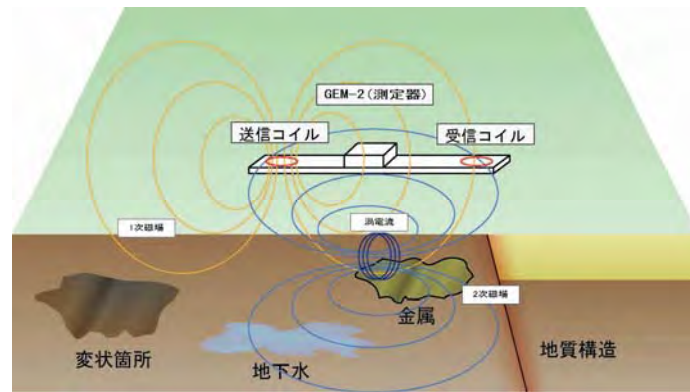 GEM-2(測定器)
送信コイル
受信コイル
渦電流
1次磁場
2次磁場
金属
変状箇所
地下水
地質構造